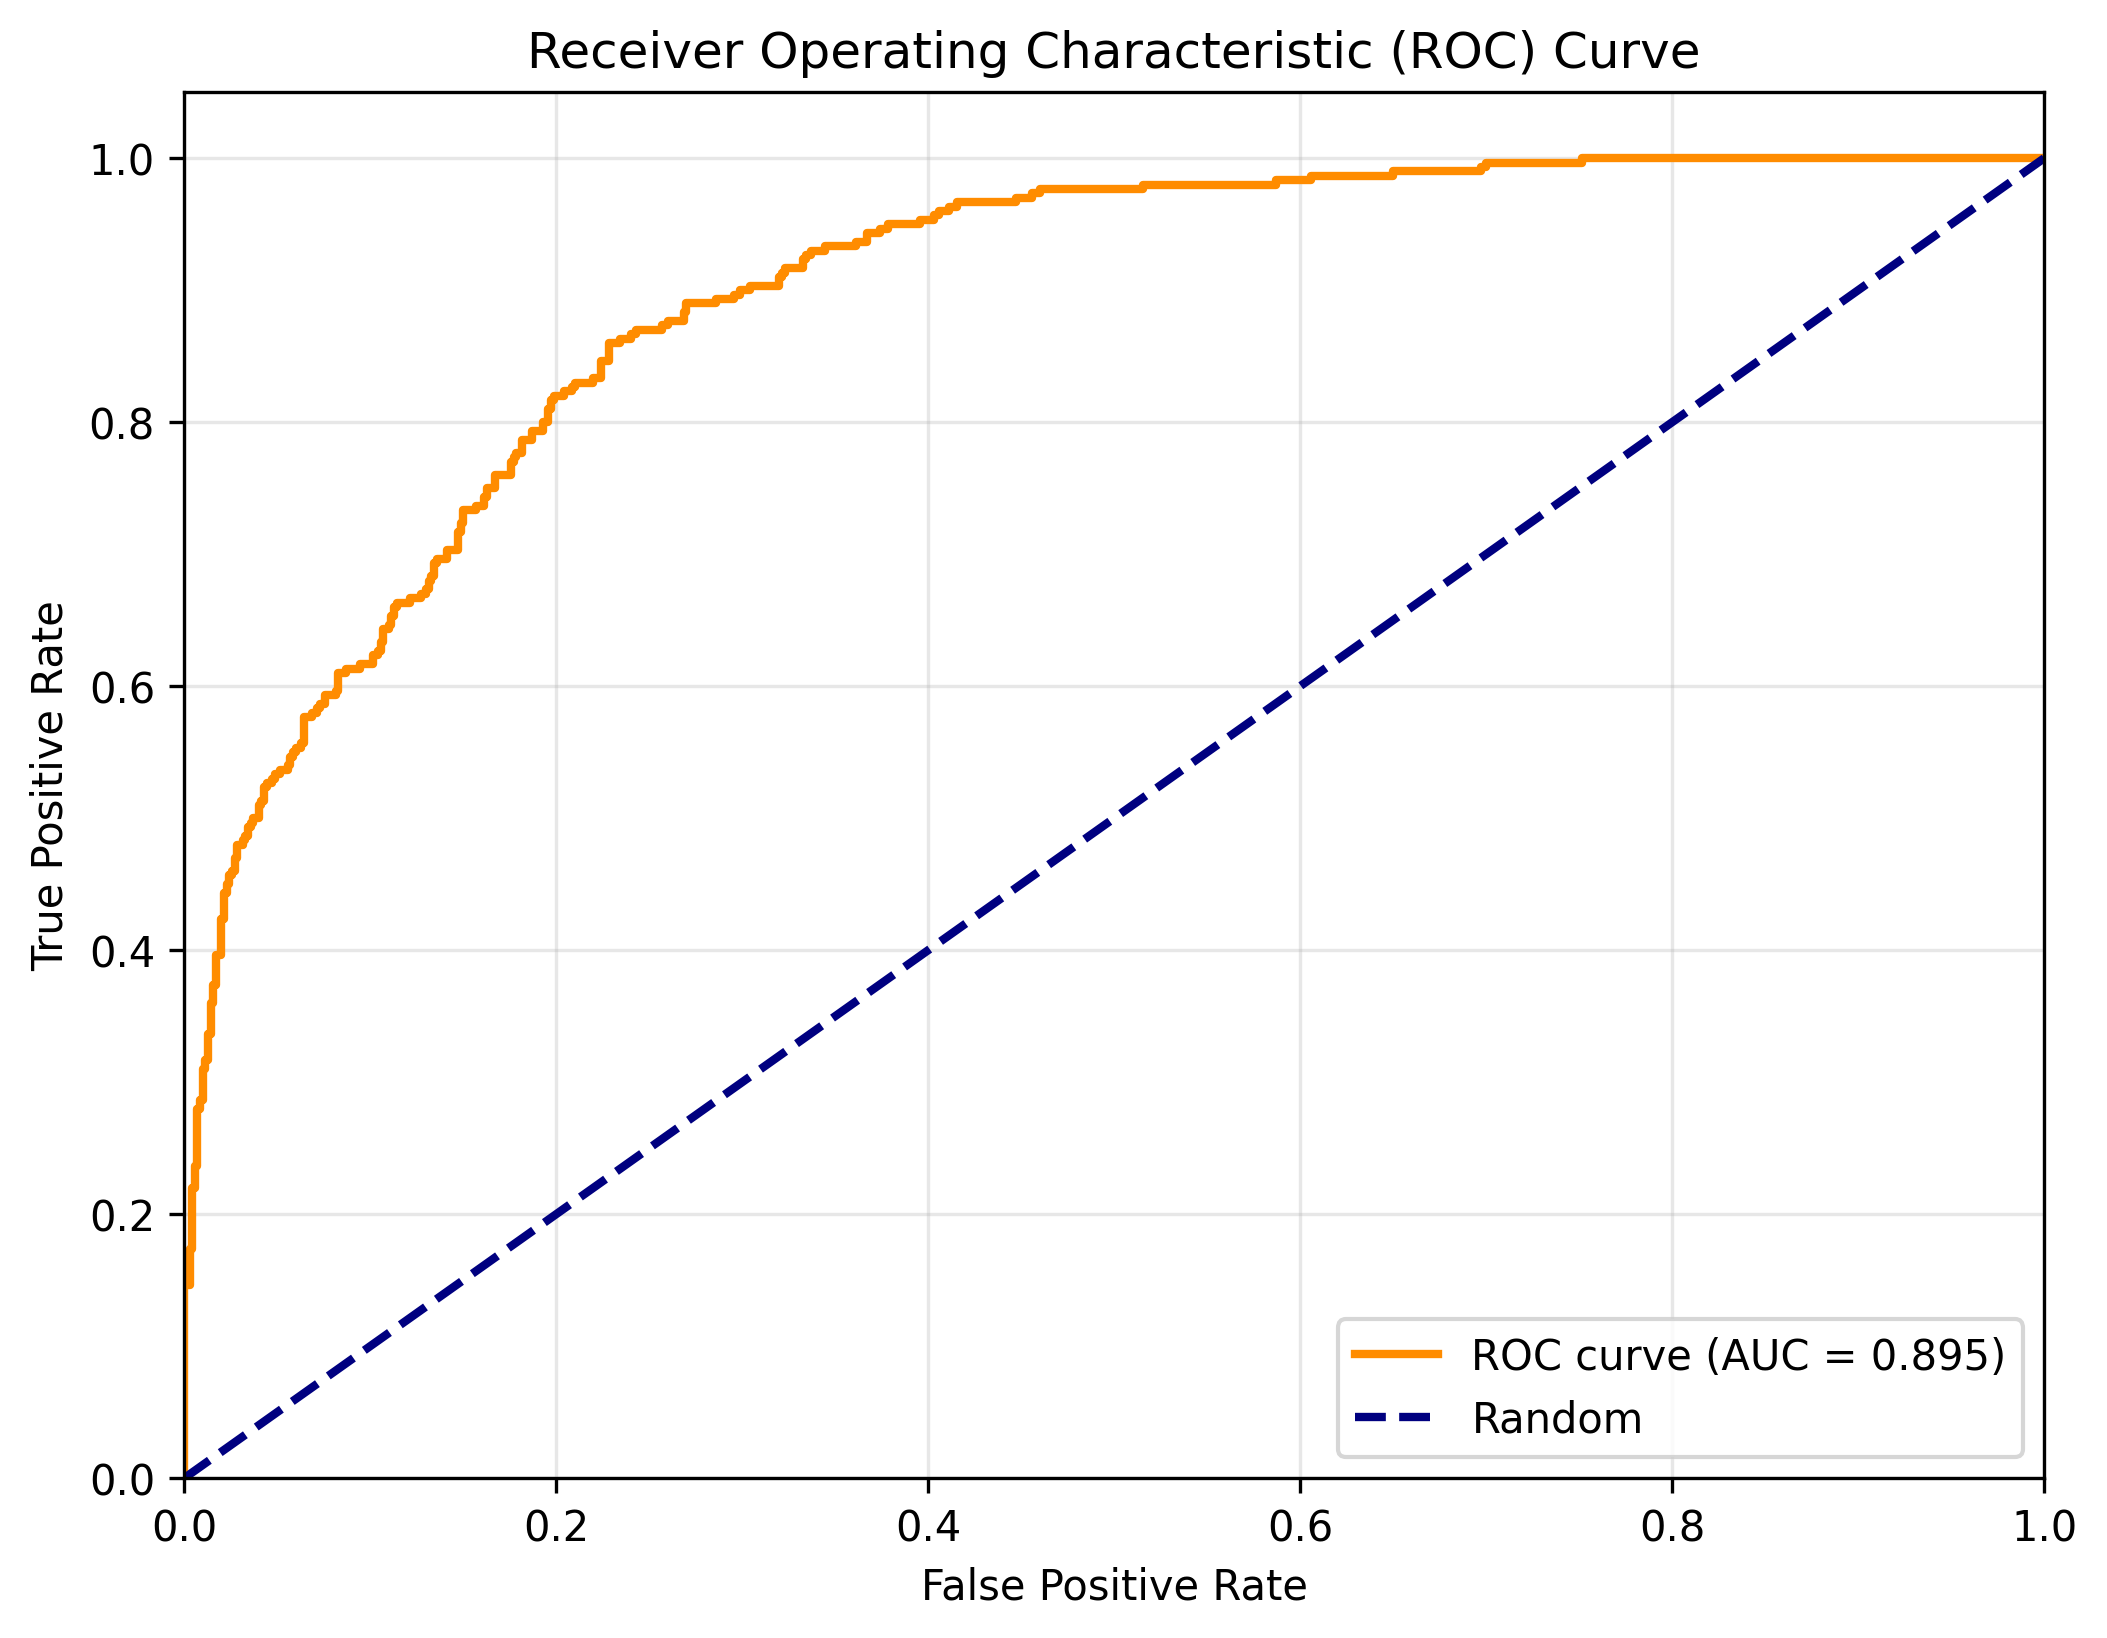 Receiver Operating Characteristic (ROC) Curve
1.0
0.8
0.6
0.4
0.2
0.0
True Positive Rate
0.0 0.2 0.4 0.6 0.8 1.0
False Positive Rate
ROC curve (AUC = 0.895)
Random